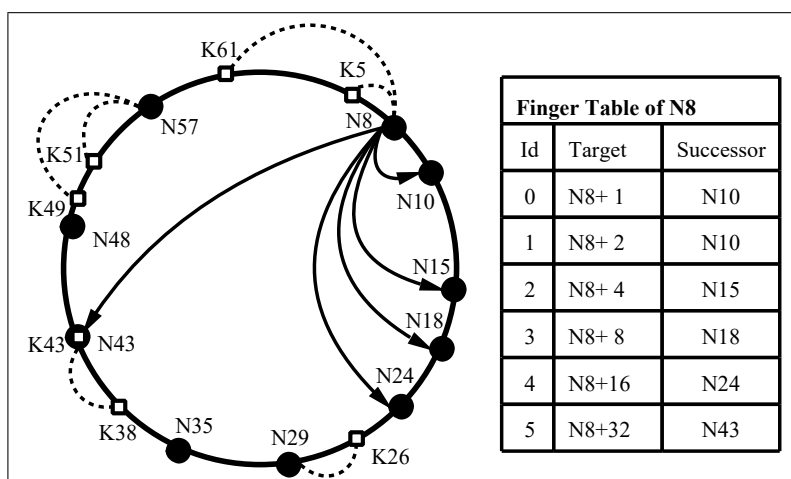 K61
K5
N8
N57
K51
K49
N48
N10
N15
N18
K43 N43
N24
K38
N35
N29
K26
Finger Table of N8
Id Target Successor
0 N8+ 1 N10
1 N8+ 2 N10
2 N8+ 4 N15
3 N8+ 8 N18
4 N8+16 N24
5 N8+32 N43